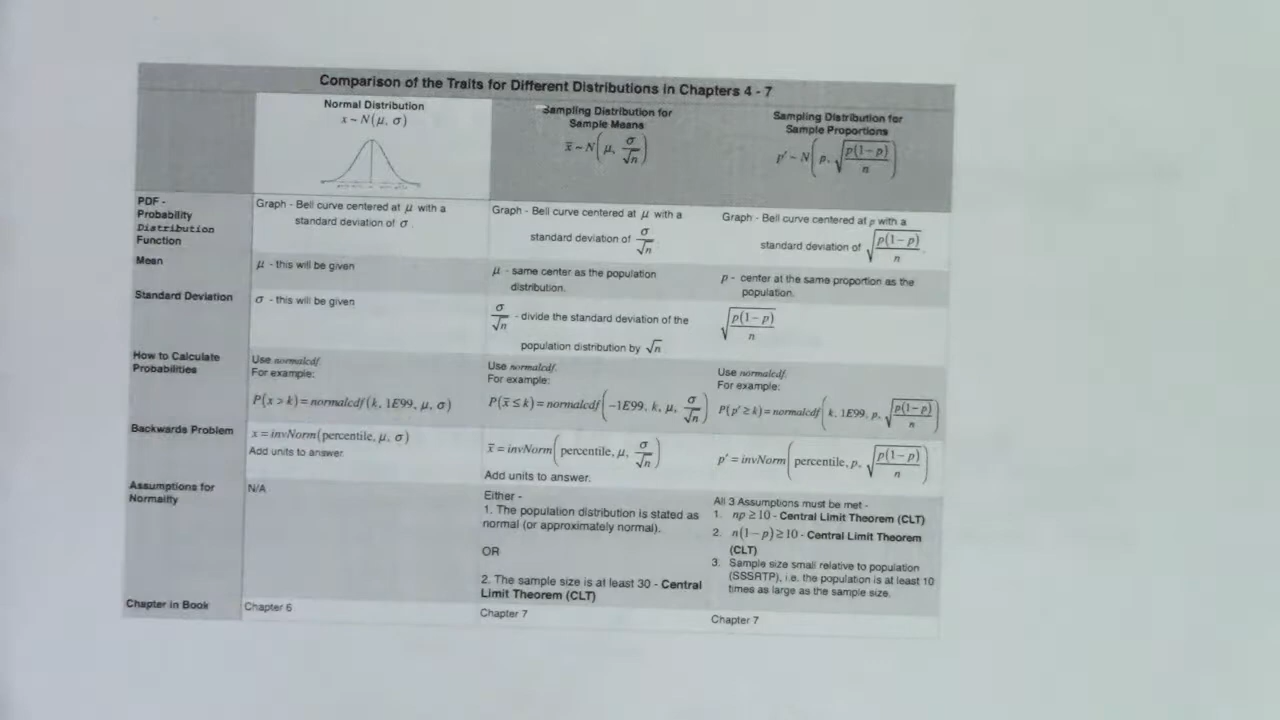 Comparison of the Traits for Different Distributions in Chapters 4 - 7
Normal Distribution
x ~ N(μ, σ)
Sampling Distribution for
Sample Means
x̄ ~ N(μ, σ/√n)
Sampling Distribution for
Sample Proportions
p′ ~ N(p, √(p(1−p)/n))
PDF -
Probability
Distribution
Function
Graph - Bell curve centered at μ with a
standard deviation of σ
Graph - Bell curve centered at μ with a
standard deviation of σ/√n
Graph - Bell curve centered at p with a
standard deviation of √(p(1−p)/n).
Mean
μ - this will be given
μ - same center as the population
distribution.
p - center at the same proportion as the
population.
Standard Deviation
σ - this will be given
σ/√n - divide the standard deviation of the
population distribution by √n
√(p(1−p)/n)
How to Calculate
Probabilities
Use normalcdf.
For example:
P(x > k) = normalcdf(k, 1E99, μ, σ)
Use normalcdf.
For example:
P(x̄ ≤ k) = normalcdf(−1E99, k, μ, σ/√n)
Use normalcdf.
For example:
P(p′ ≥ k) = normalcdf(k, 1E99, p, √(p(1−p)/n))
Backwards Problem
x = invNorm(percentile, μ, σ)
Add units to answer
x̄ = invNorm(percentile, μ, σ/√n)
Add units to answer.
p′ = invNorm(percentile, p, √(p(1−p)/n))
Assumptions for
Normality
N/A
Either -
1. The population distribution is stated as
normal (or approximately normal).
OR
2. The sample size is at least 30 - Central
Limit Theorem (CLT)
All 3 Assumptions must be met -
1. np ≥ 10 - Central Limit Theorem (CLT)
2. n(1−p) ≥ 10 - Central Limit Theorem
(CLT)
3. Sample size small relative to population
(SSSRTP), i.e. the population is at least 10
times as large as the sample size.
Chapter in Book
Chapter 6
Chapter 7
Chapter 7